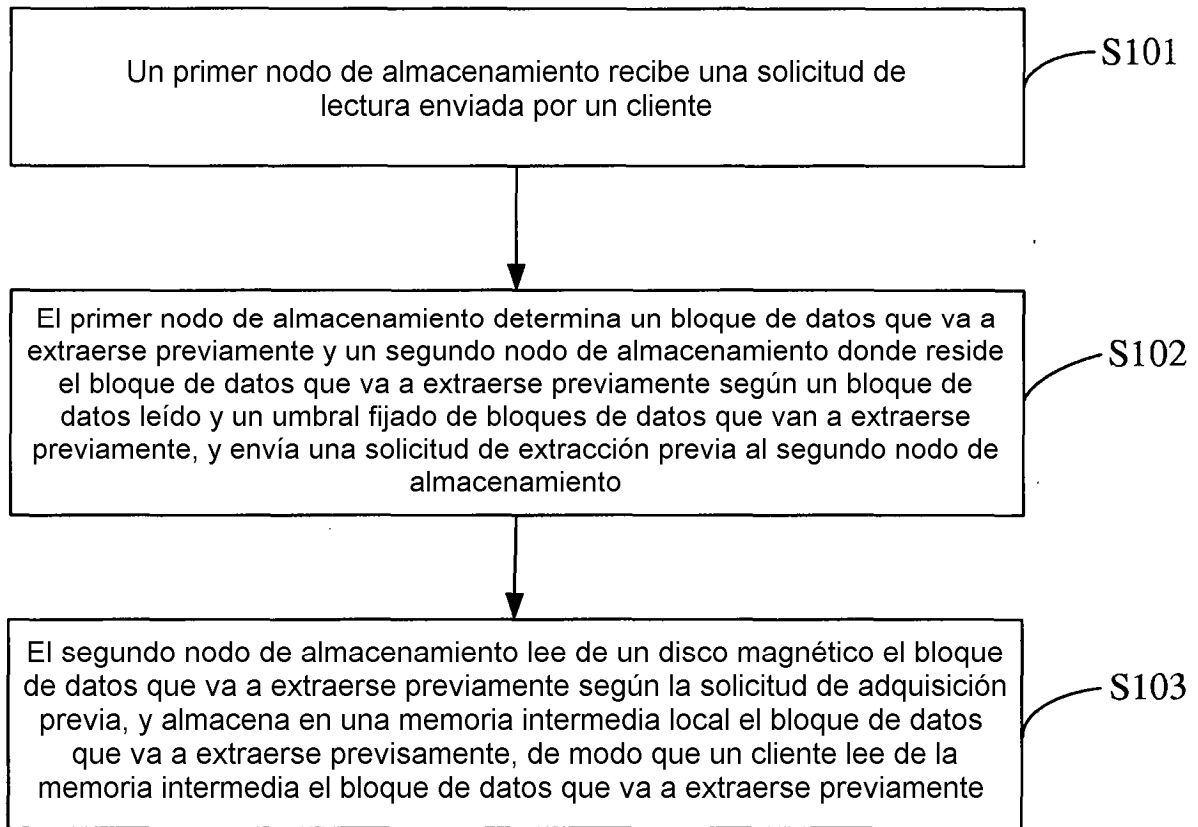 Un primer nodo de almacenamiento recibe una solicitud de
lectura enviada por un cliente
S101
El primer nodo de almacenamiento determina un bloque de datos que va a
extraerse previamente y un segundo nodo de almacenamiento donde reside
el bloque de datos que va a extraerse previamente según un bloque de
datos leído y un umbral fijado de bloques de datos que van a extraerse
previamente, y envía una solicitud de extracción previa al segundo nodo de
almacenamiento
S102
El segundo nodo de almacenamiento lee de un disco magnético el bloque
de datos que va a extraerse previamente según la solicitud de adquisición
previa, y almacena en una memoria intermedia local el bloque de datos
que va a extraerse previsamente, de modo que un cliente lee de la
memoria intermedia el bloque de datos que va a extraerse previamente
S103